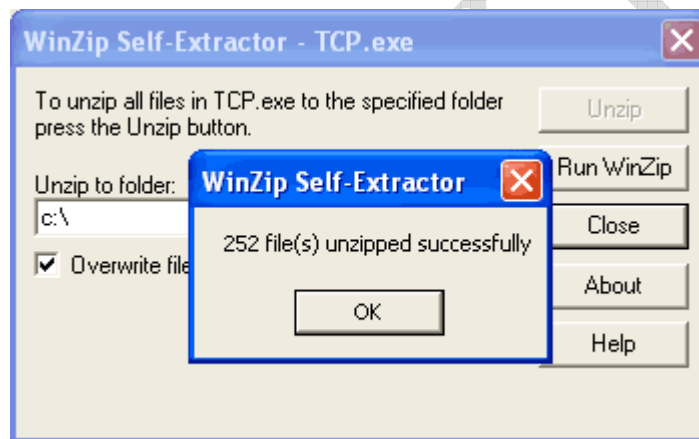 WinZip Self-Extractor - TCP.exe
To unzip all files in TCP.exe to the specified folder
press the Unzip button.
Unzip
Run WinZip
Unzip to folder:
c:\
Close
Overwrite file
About
Help
WinZip Self-Extractor
252 file(s) unzipped successfully
OK